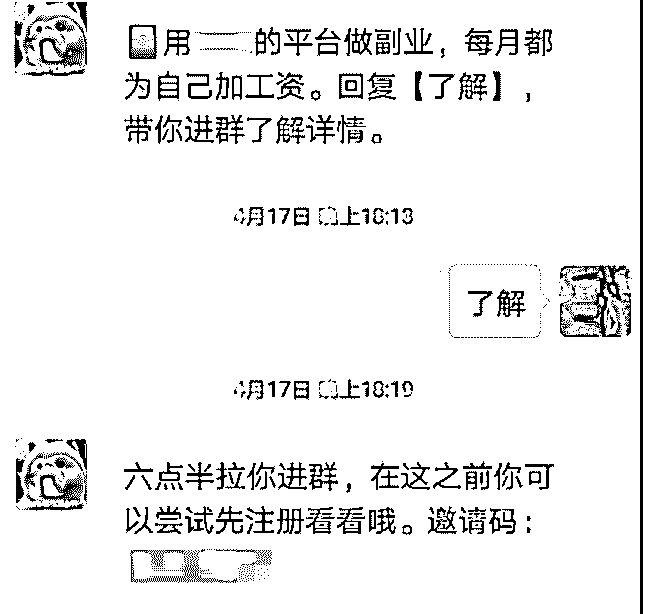 用 的平台做副业，每月都
为自己加工资。回复【了解】，
带你进群了解详情。
4月17日 晚上18:18
了解
4月17日 晚上18:19
六点半拉你进群，在这之前你可
以尝试先注册看看哦。邀请码：